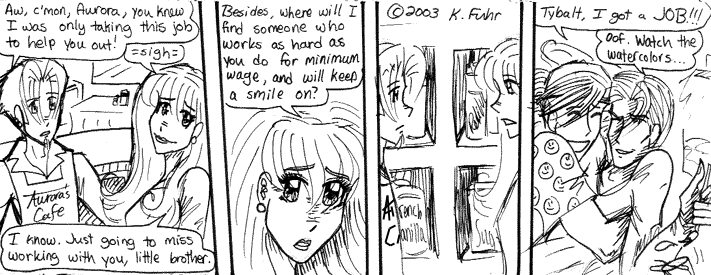 Aw, c'mon, Aurora, you knew
I was only taking this job
to help you out!
=sigh=
Aurora's
Cafe
I know. Just going to miss
working with you, little brother.
Besides, where will I
find someone who
works as hard as
you do for minimum
wage, and will keep
a smile on?
©2003 K. Fuhr
French
Vanilla
Tybalt, I got a JOB!!!
Oof. Watch the
watercolors...